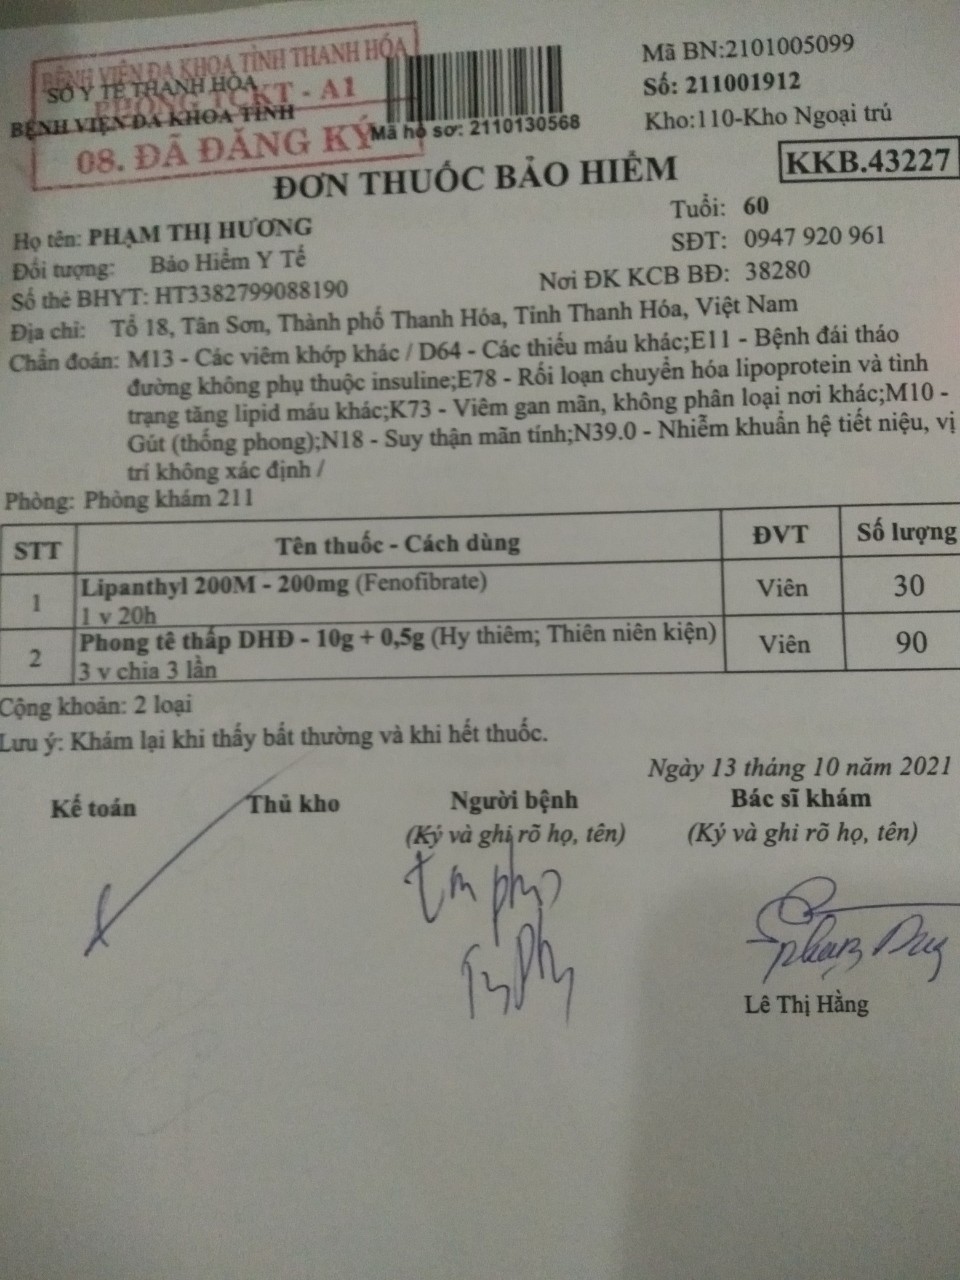 BỆNH VIỆN ĐA KHOA TỈNH THANH HÓA
PHÒNG TCKT - A1
08. ĐÃ ĐĂNG KÝ
SỞ Y TẾ THANH HÓA
BỆNH VIỆN ĐA KHOA TỈNH
Mã hồ sơ: 2110130568
Mã BN:2101005099
Số: 211001912
Kho:110-Kho Ngoại trú
ĐƠN THUỐC BẢO HIỂM
KKB.43227
Họ tên: PHẠM THỊ HƯƠNG
Tuổi: 60
Đối tượng: Bảo Hiểm Y Tế
SĐT: 0947 920 961
Số thẻ BHYT: HT3382799088190
Nơi ĐK KCB BĐ: 38280
Địa chỉ: Tổ 18, Tân Sơn, Thành phố Thanh Hóa, Tỉnh Thanh Hóa, Việt Nam
Chẩn đoán: M13 - Các viêm khớp khác / D64 - Các thiếu máu khác;E11 - Bệnh đái tháo
đường không phụ thuộc insuline;E78 - Rối loạn chuyển hóa lipoprotein và tình
trạng tăng lipid máu khác;K73 - Viêm gan mãn, không phân loại nơi khác;M10 -
Gút (thống phong);N18 - Suy thận mãn tính;N39.0 - Nhiễm khuẩn hệ tiết niệu, vị
trí không xác định /
Phòng: Phòng khám 211
STT Tên thuốc - Cách dùng ĐVT Số lượng
1 Lipanthyl 200M - 200mg (Fenofibrate) Viên 30
1 v 20h
2 Phong tê thấp DHĐ - 10g + 0,5g (Hy thiêm; Thiên niên kiện) Viên 90
3 v chia 3 lần
Cộng khoản: 2 loại
Lưu ý: Khám lại khi thấy bất thường và khi hết thuốc.
Ngày 13 tháng 10 năm 2021
Kế toán Thủ kho Người bệnh Bác sĩ khám
(Ký và ghi rõ họ, tên) (Ký và ghi rõ họ, tên)
Lê Thị Hằng